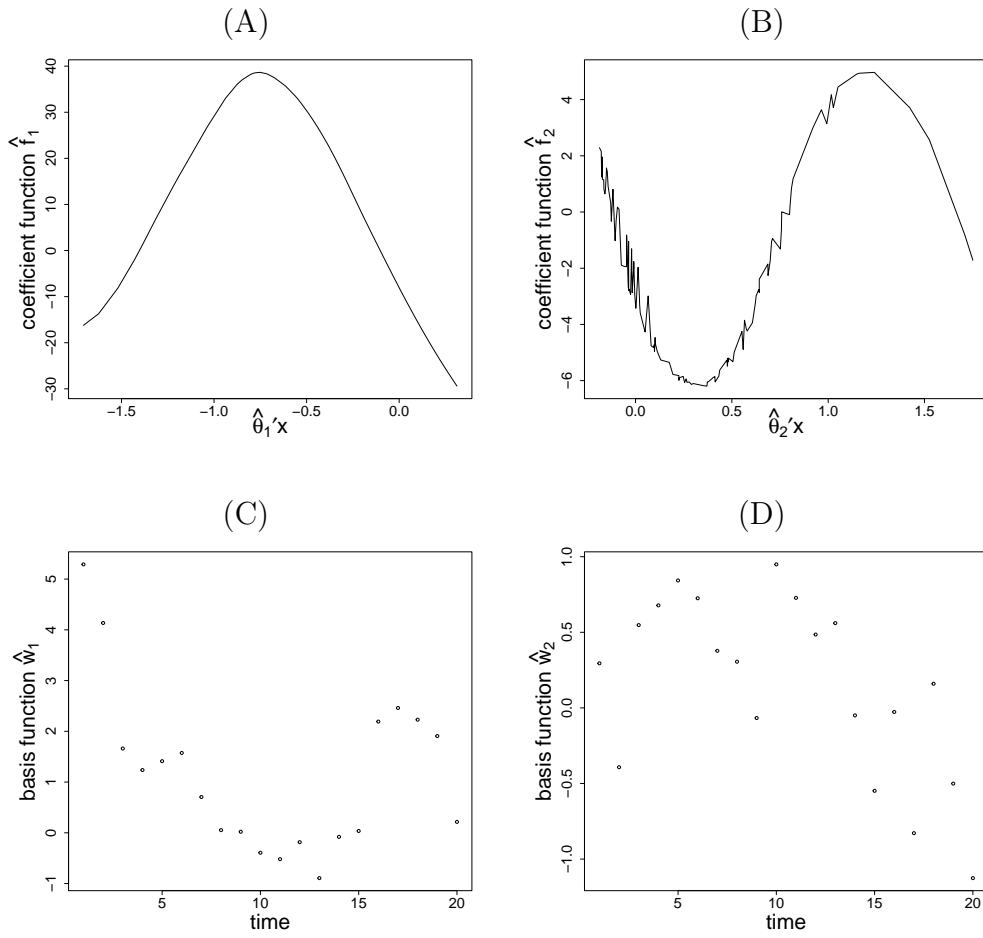 (A)
coefficient function f̂₁
40
30
20
10
0
−10
−20
−30
−1.5 −1.0 −0.5 0.0
θ̂₁′x
(B)
coefficient function f̂₂
4
2
0
−2
−4
−6
0.0 0.5 1.0 1.5
θ̂₂′x
(C)
basis function ŵ₁
5
4
3
2
1
0
−1
5 10 15 20
time
(D)
basis function ŵ₂
1.0
0.5
0.0
−0.5
−1.0
5 10 15 20
time